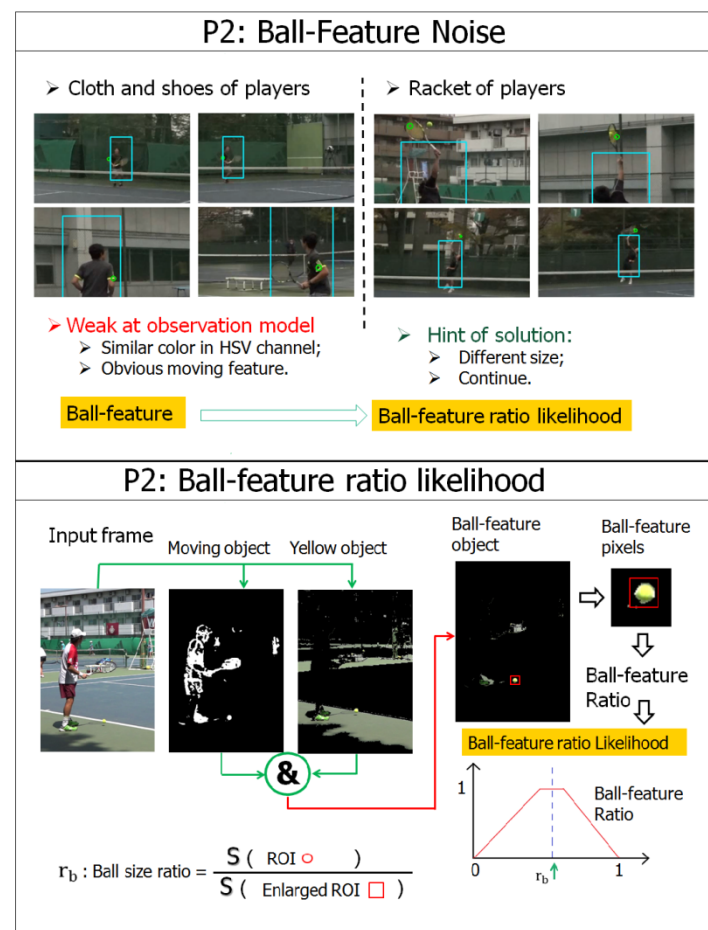 P2: Ball-Feature Noise
➢ Cloth and shoes of players
➢ Racket of players
➢ Weak at observation model
➢ Similar color in HSV channel;
➢ Obvious moving feature.
➢ Hint of solution:
➢ Different size;
➢ Continue.
Ball-feature
Ball-feature ratio likelihood
P2: Ball-feature ratio likelihood
Input frame
Moving object
Yellow object
Ball-feature
object
Ball-feature
pixels
Ball-feature
Ratio
&
Ball-feature ratio Likelihood
1
Ball-feature
Ratio
0
r_b
1
r_b : Ball size ratio = S ( ROI ○ ) / S ( Enlarged ROI □ )